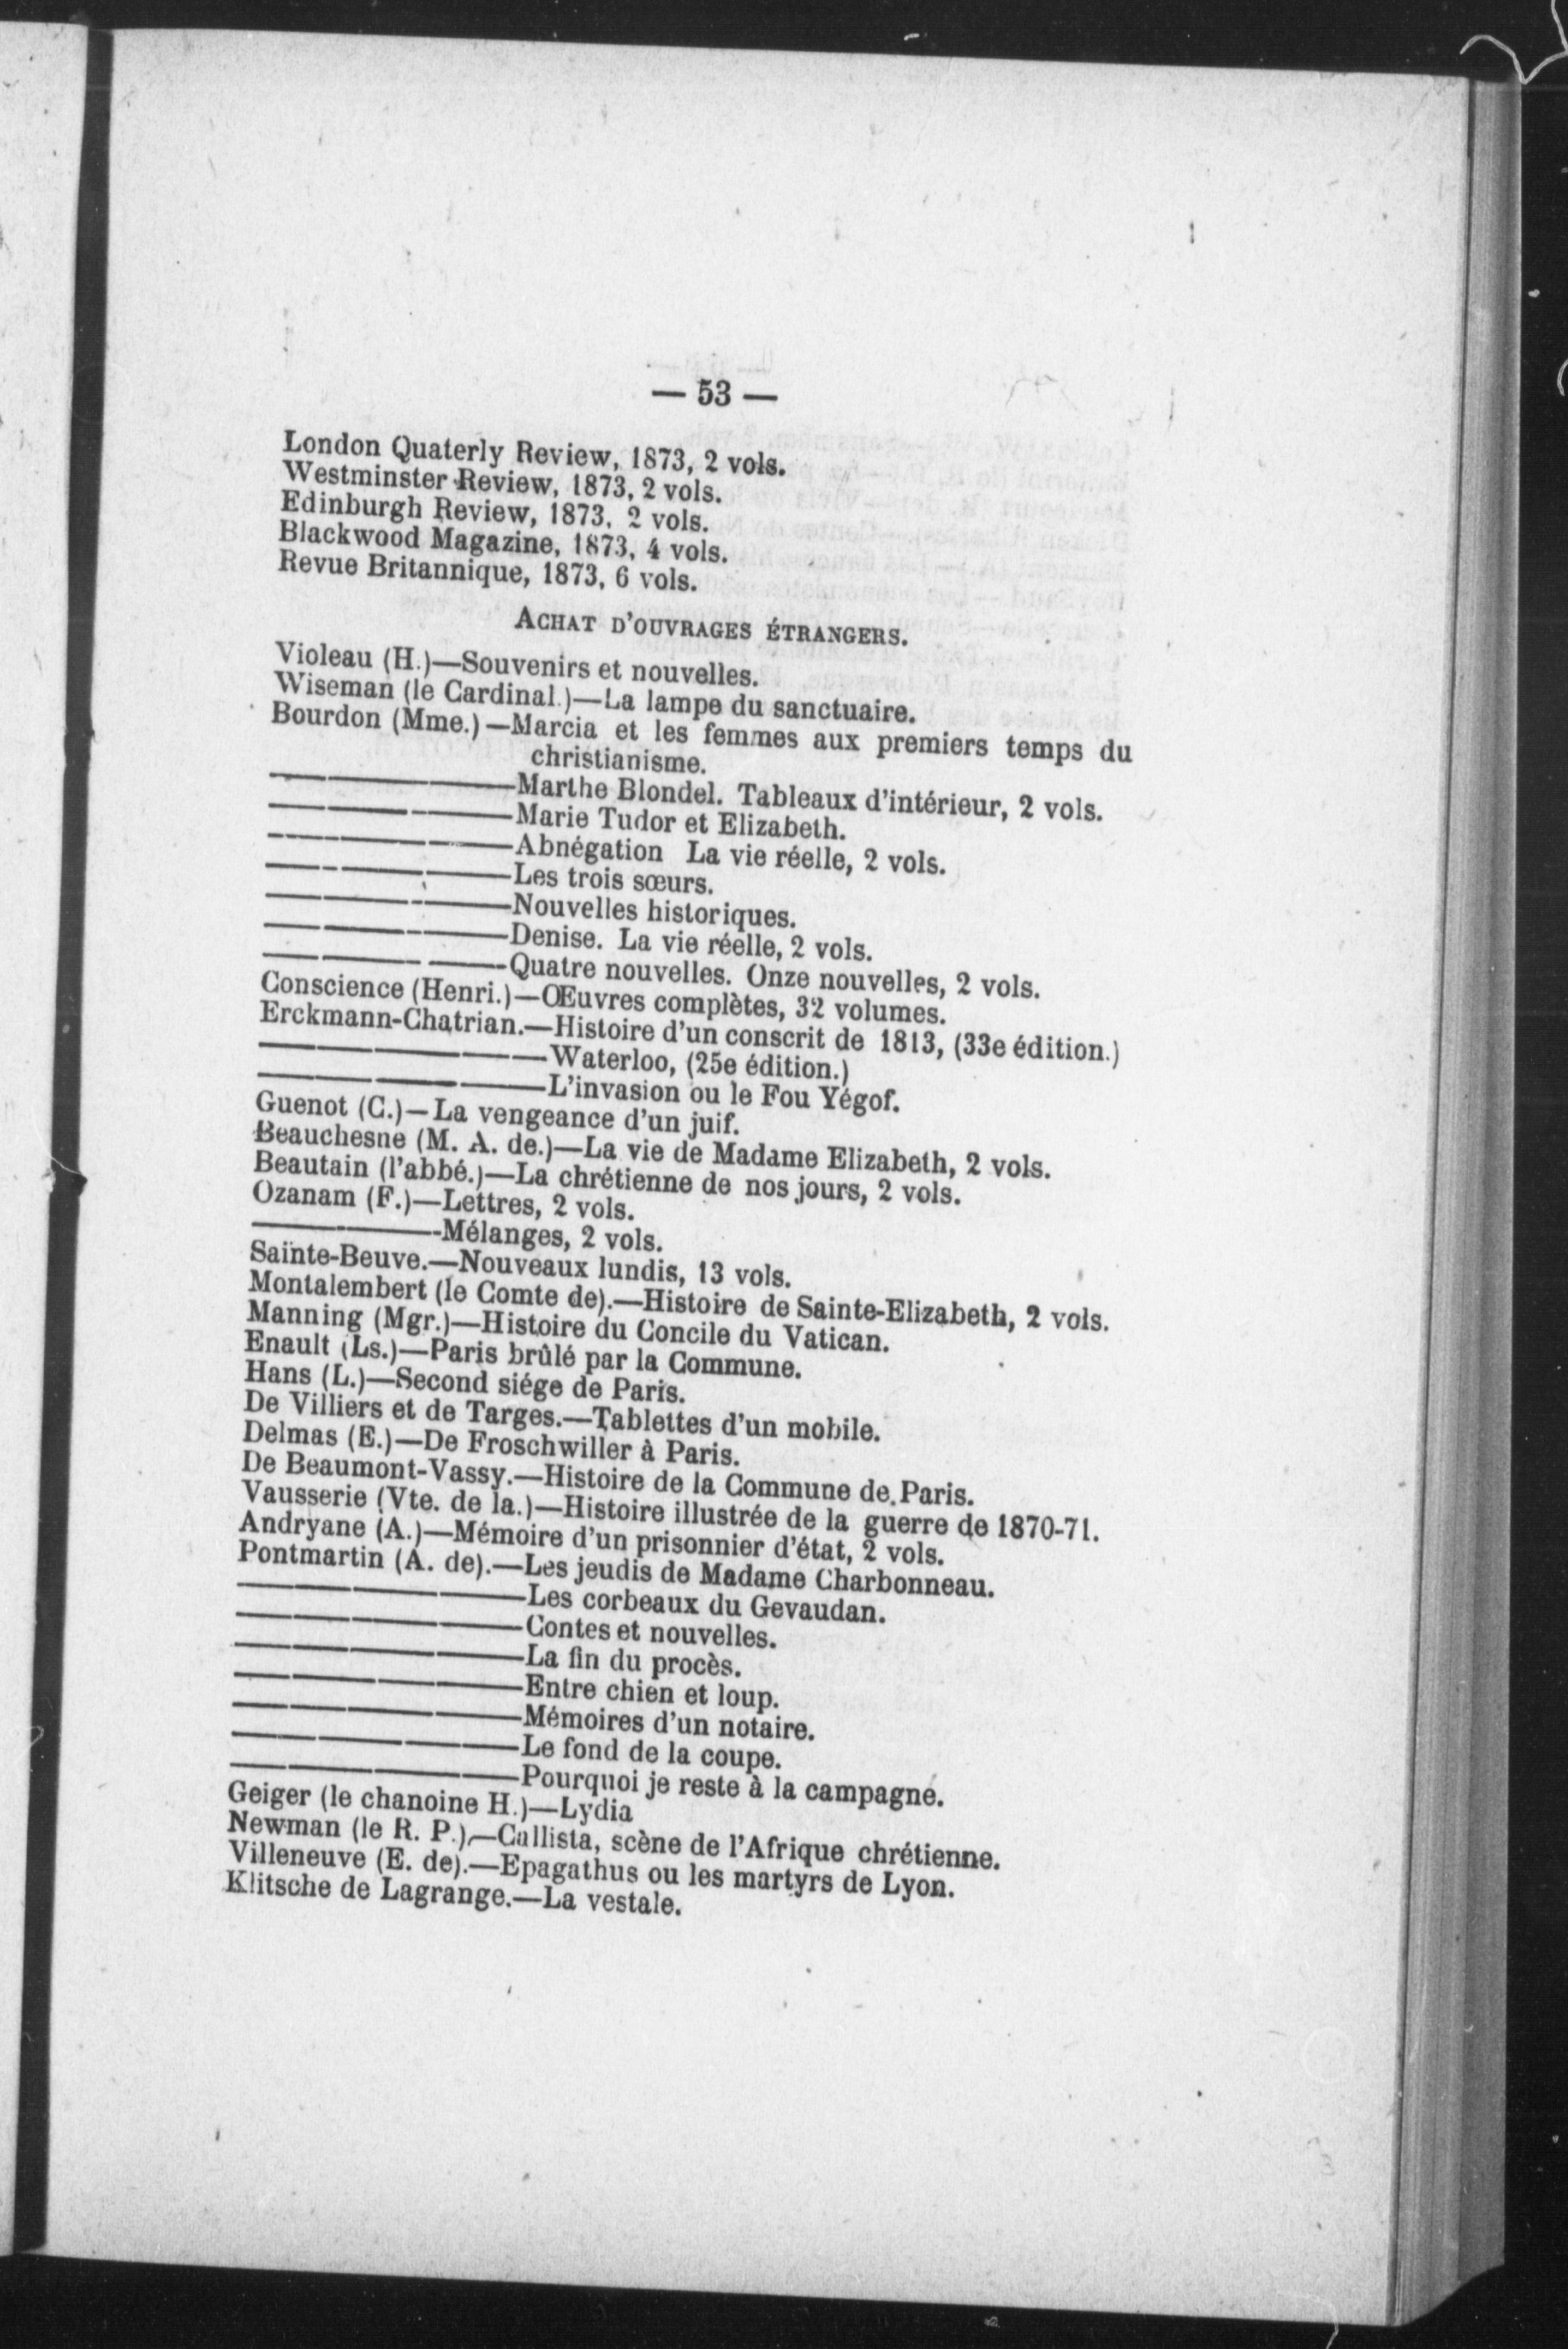 — 53 —
London Quaterly Review, 1873, 2 vols.
Westminster Review, 1873, 2 vols.
Edinburgh Review, 1873, 2 vols.
Blackwood Magazine, 1873, 4 vols.
Revue Britannique, 1873, 6 vols.
ACHAT D'OUVRAGES ÉTRANGERS.
Violeau (H.)—Souvenirs et nouvelles.
Wiseman (le Cardinal.)—La lampe du sanctuaire.
Bourdon (Mme.)—Marcia et les femmes aux premiers temps du
christianisme.
————Marthe Blondel. Tableaux d'intérieur, 2 vols.
————Marie Tudor et Elizabeth.
————Abnégation La vie réelle, 2 vols.
————Les trois sœurs.
————Nouvelles historiques.
————Denise. La vie réelle, 2 vols.
————Quatre nouvelles. Onze nouvelles, 2 vols.
Conscience (Henri.)—Œuvres complètes, 32 volumes.
Erckmann-Chatrian.—Histoire d'un conscrit de 1813, (33e édition.)
————Waterloo, (25e édition.)
————L'invasion ou le Fou Yégof.
Guenot (C.)—La vengeance d'un juif.
Beauchesne (M. A. de.)—La vie de Madame Elizabeth, 2 vols.
Beautain (l'abbé.)—La chrétienne de nos jours, 2 vols.
Ozanam (F.)—Lettres, 2 vols.
————Mélanges, 2 vols.
Sainte-Beuve.—Nouveaux lundis, 13 vols.
Montalembert (le Comte de).—Histoire de Sainte-Elizabeth, 2 vols.
Manning (Mgr.)—Histoire du Concile du Vatican.
Enault (Ls.)—Paris brûlé par la Commune.
Hans (L.)—Second siége de Paris.
De Villiers et de Targes.—Tablettes d'un mobile.
Delmas (E.)—De Froschwiller à Paris.
De Beaumont-Vassy.—Histoire de la Commune de Paris.
Vausserie (Vte. de la.)—Histoire illustrée de la guerre de 1870-71.
Andryane (A.)—Mémoire d'un prisonnier d'état, 2 vols.
Pontmartin (A. de).—Les jeudis de Madame Charbonneau.
————Les corbeaux du Gevaudan.
————Contes et nouvelles.
————La fin du procès.
————Entre chien et loup.
————Mémoires d'un notaire.
————Le fond de la coupe.
————Pourquoi je reste à la campagne.
Geiger (le chanoine H.)—Lydia
Newman (le R. P.).—Callista, scène de l'Afrique chrétienne.
Villeneuve (E. de).—Epagathus ou les martyrs de Lyon.
Klitsche de Lagrange.—La vestale.